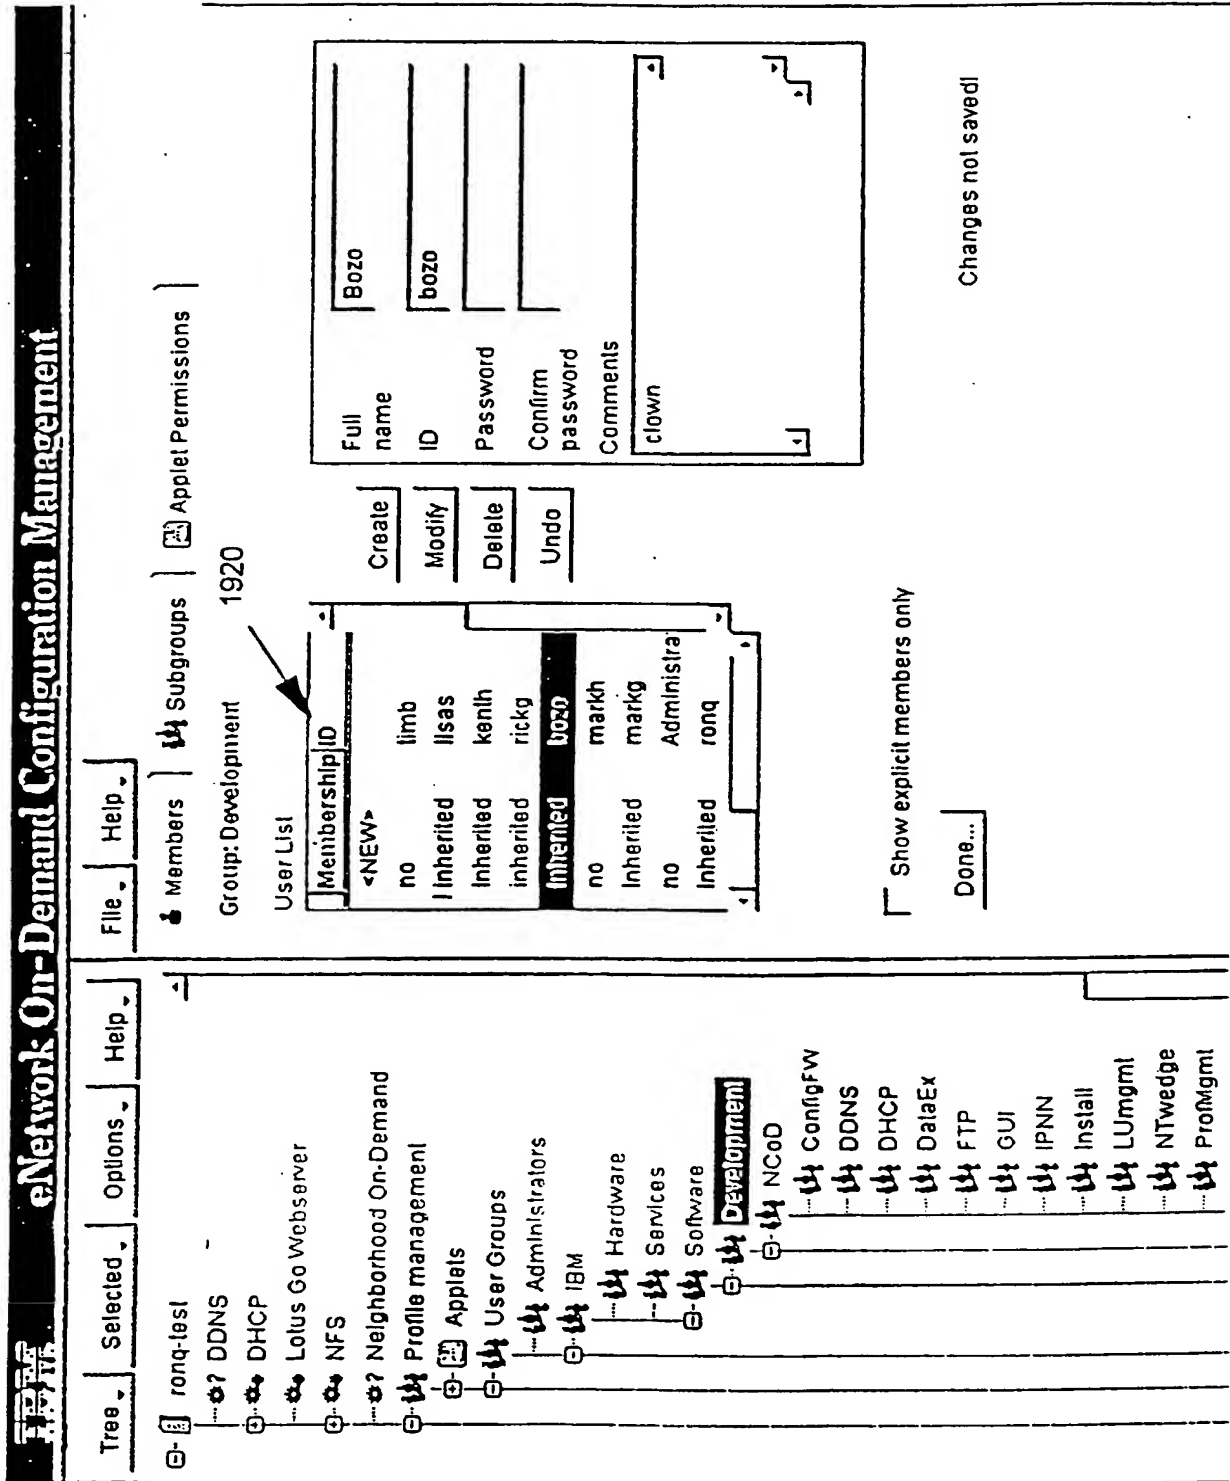 IBM eNetwork On-Demand Configuration Management
Tree Selected Options Help
ronq-test
DDNS
DHCP
Lotus Go Webserver
NFS
Neighborhood On-Demand
Profile management
Applets
User Groups
Administrators
IBM
Hardware
Services
Software
Development
NCoD
ConfigFW
DDNS
DHCP
DataEx
FTP
GUI
IPNN
Install
LUmgmt
NTwedge
ProfMgmt
File Help
Members Subgroups Applet Permissions
Group: Development
1920
User List
Membership ID
<NEW>
no timb
Inherited lisas
Inherited kenth
inherited rickg
Inherited bozo
no markh
Inherited markg
no Administra
Inherited ronq
Create
Modify
Delete
Undo
Full name Bozo
ID bozo
Password
Confirm password
Comments
clown
Show explicit members only
Done...
Changes not saved!